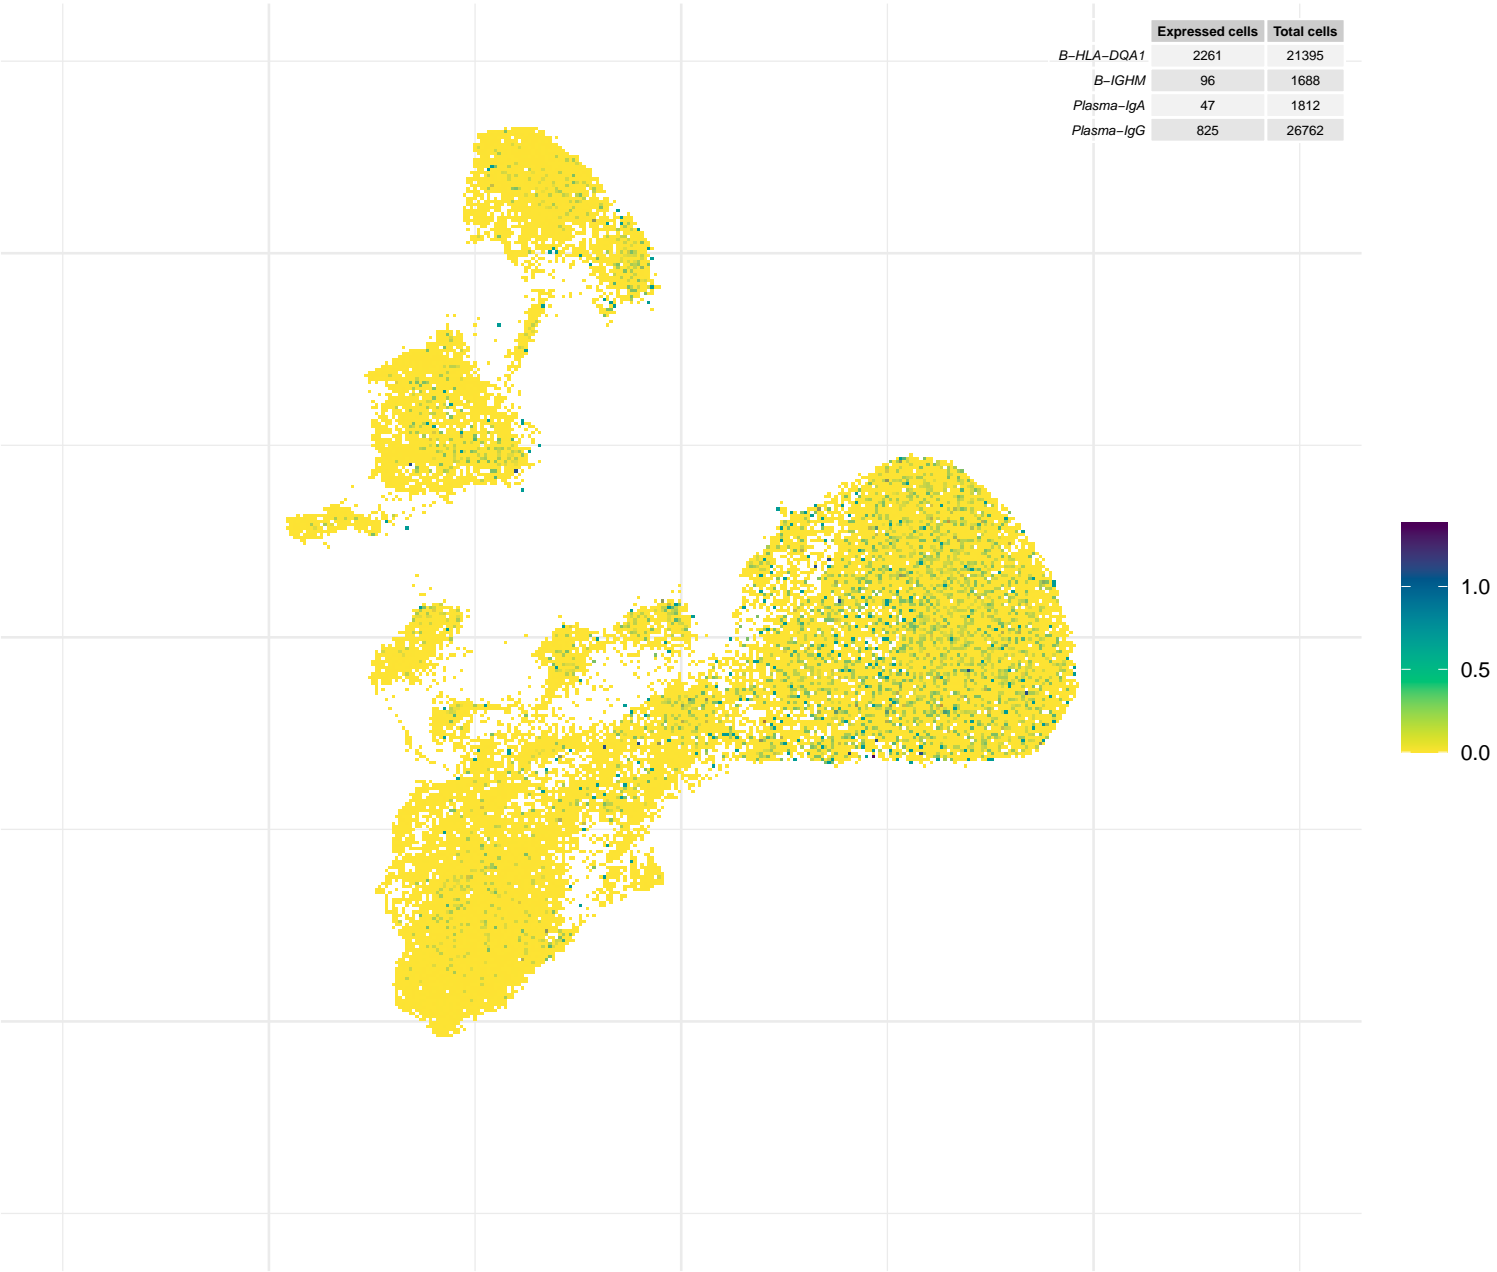 Expressed cells Total cells
B−HLA−DQA1 2261 21395
B−IGHM 96 1688
Plasma−IgA 47 1812
Plasma−IgG 825 26762
1.0
0.5
0.0